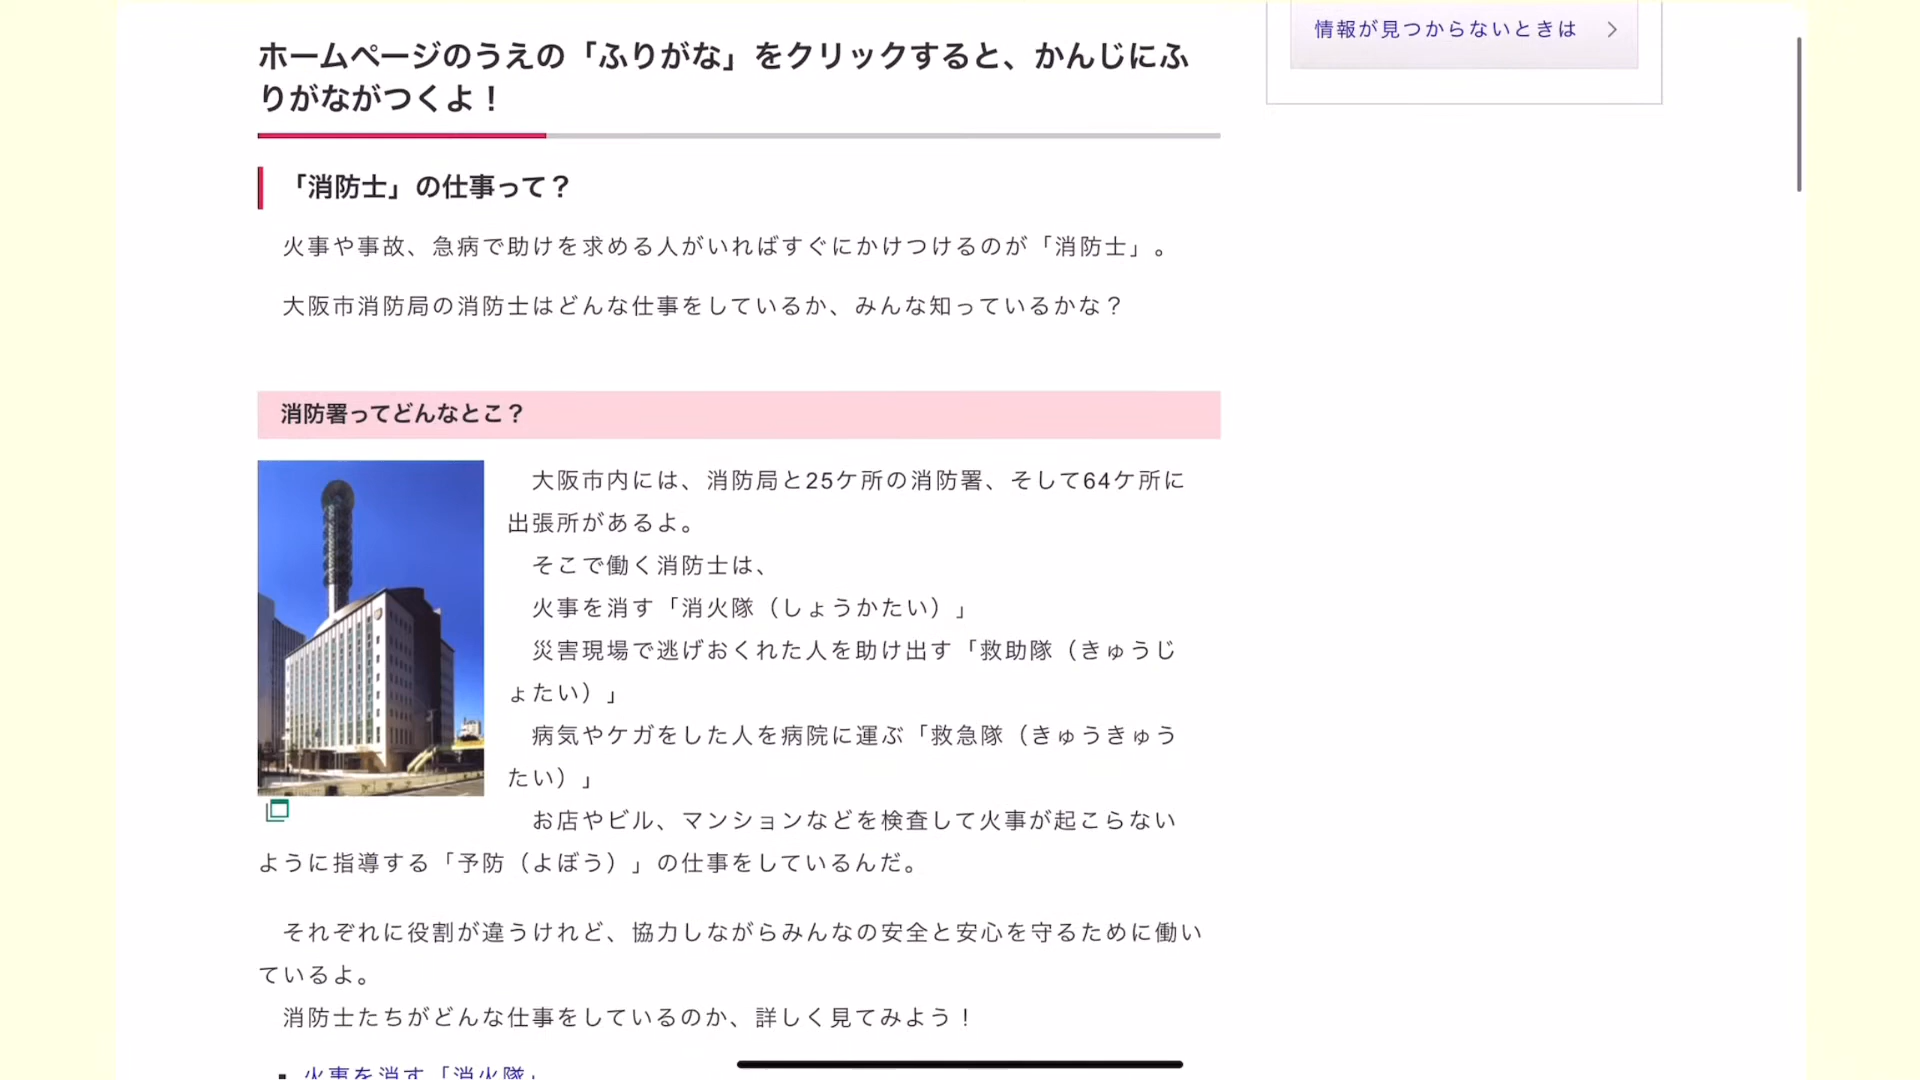 ホームページのうえの「ふりがな」をクリックすると、かんじにふ
りがながつくよ！
情報が見つからないときは
「消防士」の仕事って？
火事や事故、急病で助けを求める人がいればすぐにかけつけるのが「消防士」。
大阪市消防局の消防士はどんな仕事をしているか、みんな知っているかな？
消防署ってどんなとこ？
大阪市内には、消防局と25ケ所の消防署、そして64ケ所に
出張所があるよ。
そこで働く消防士は、
火事を消す「消火隊（しょうかたい）」
災害現場で逃げおくれた人を助け出す「救助隊（きゅうじ
ょたい）」
病気やケガをした人を病院に運ぶ「救急隊（きゅうきゅう
たい）」
お店やビル、マンションなどを検査して火事が起こらない
ように指導する「予防（よぼう）」の仕事をしているんだ。
それぞれに役割が違うけれど、協力しながらみんなの安全と安心を守るために働い
ているよ。
消防士たちがどんな仕事をしているのか、詳しく見てみよう！
火事を消す「消火隊」